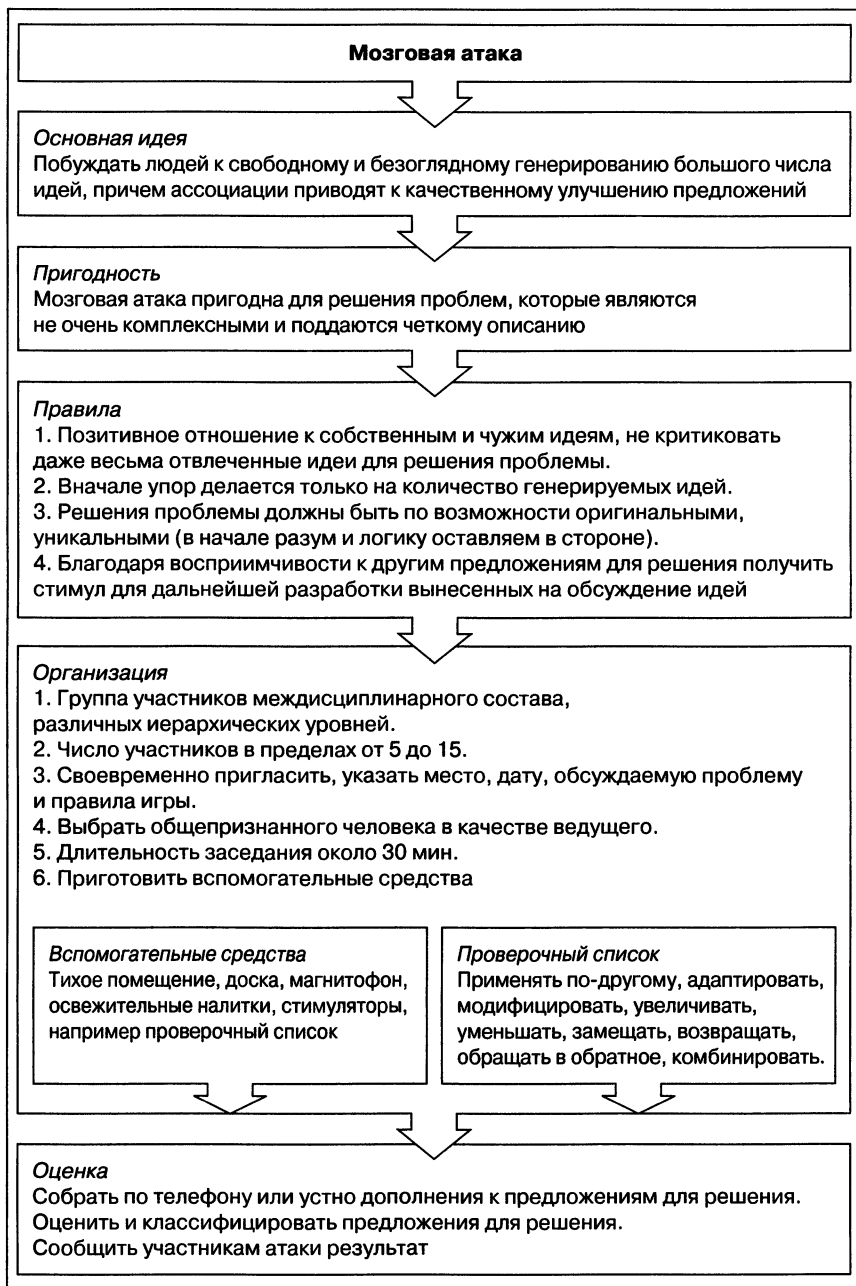 Мозговая атака
Основная идея
Побуждать людей к свободному и безоглядному генерированию большого числа
идей, причем ассоциации приводят к качественному улучшению предложений
Пригодность
Мозговая атака пригодна для решения проблем, которые являются
не очень комплексными и поддаются четкому описанию
Правила
1. Позитивное отношение к собственным и чужим идеям, не критиковать
даже весьма отвлеченные идеи для решения проблемы.
2. Вначале упор делается только на количество генерируемых идей.
3. Решения проблемы должны быть по возможности оригинальными,
уникальными (в начале разум и логику оставляем в стороне).
4. Благодаря восприимчивости к другим предложениям для решения получить
стимул для дальнейшей разработки вынесенных на обсуждение идей
Организация
1. Группа участников междисциплинарного состава,
различных иерархических уровней.
2. Число участников в пределах от 5 до 15.
3. Своевременно пригласить, указать место, дату, обсуждаемую проблему
и правила игры.
4. Выбрать общепризнанного человека в качестве ведущего.
5. Длительность заседания около 30 мин.
6. Приготовить вспомогательные средства
Вспомогательные средства
Тихое помещение, доска, магнитофон,
освежительные налитки, стимуляторы,
например проверочный список
Проверочный список
Применять по-другому, адаптировать,
модифицировать, увеличивать,
уменьшать, замещать, возвращать,
обращать в обратное, комбинировать.
Оценка
Собрать по телефону или устно дополнения к предложениям для решения.
Оценить и классифицировать предложения для решения.
Сообщить участникам атаки результат